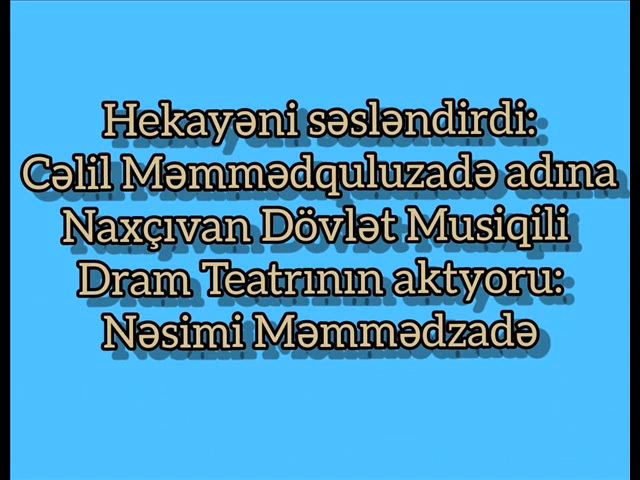 Hekayəni səsləndirdi:
Cəlil Məmmədquluzadə adına
Naxçıvan Dövlət Musiqili
Dram Teatrının aktyoru:
Nəsimi Məmmədzadə